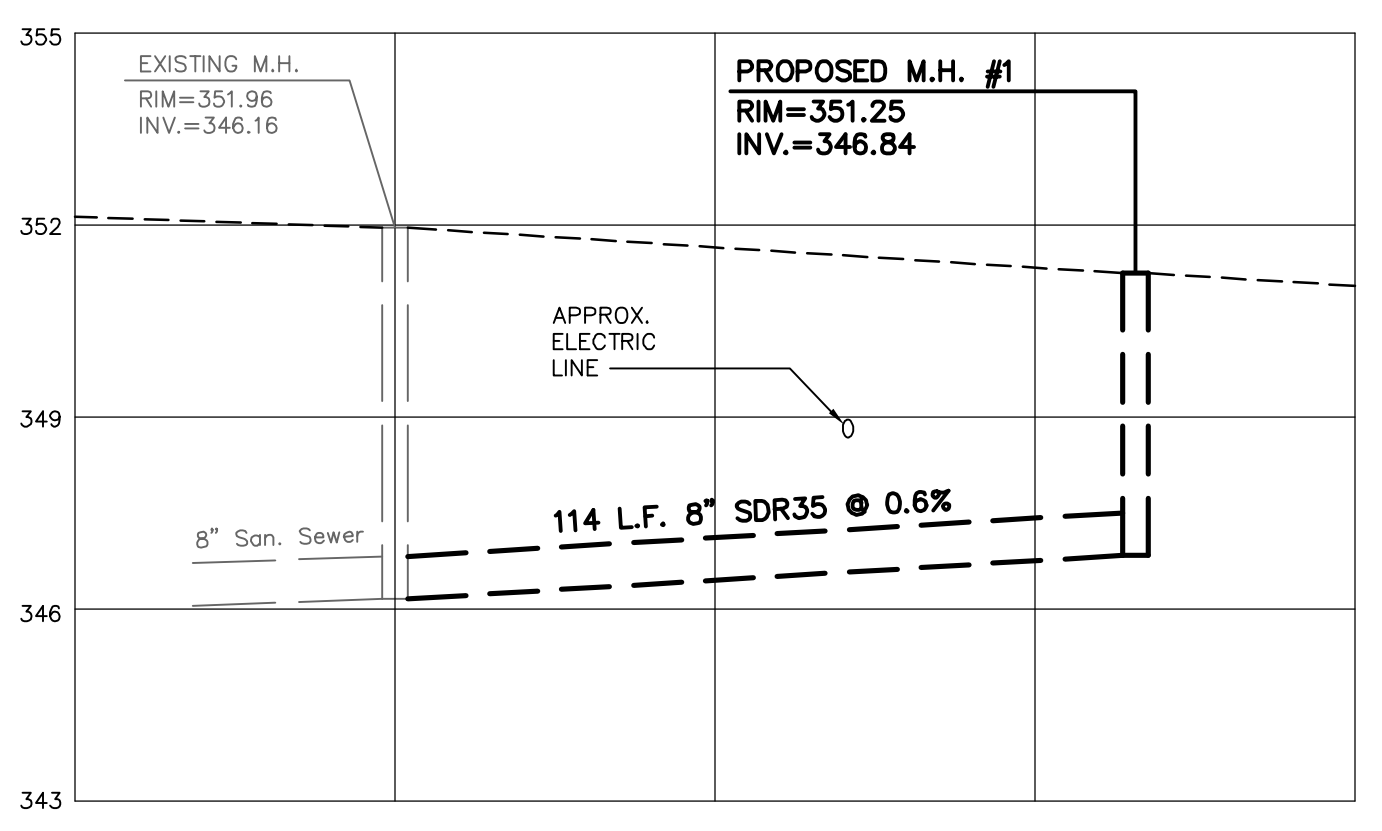 355
EXISTING M.H.
RIM=351.96
INV.=346.16
PROPOSED M.H. #1
RIM=351.25
INV.=346.84
352
APPROX.
ELECTRIC
LINE
349
114 L.F. 8” SDR35 @ 0.6%
8” San. Sewer
346
343